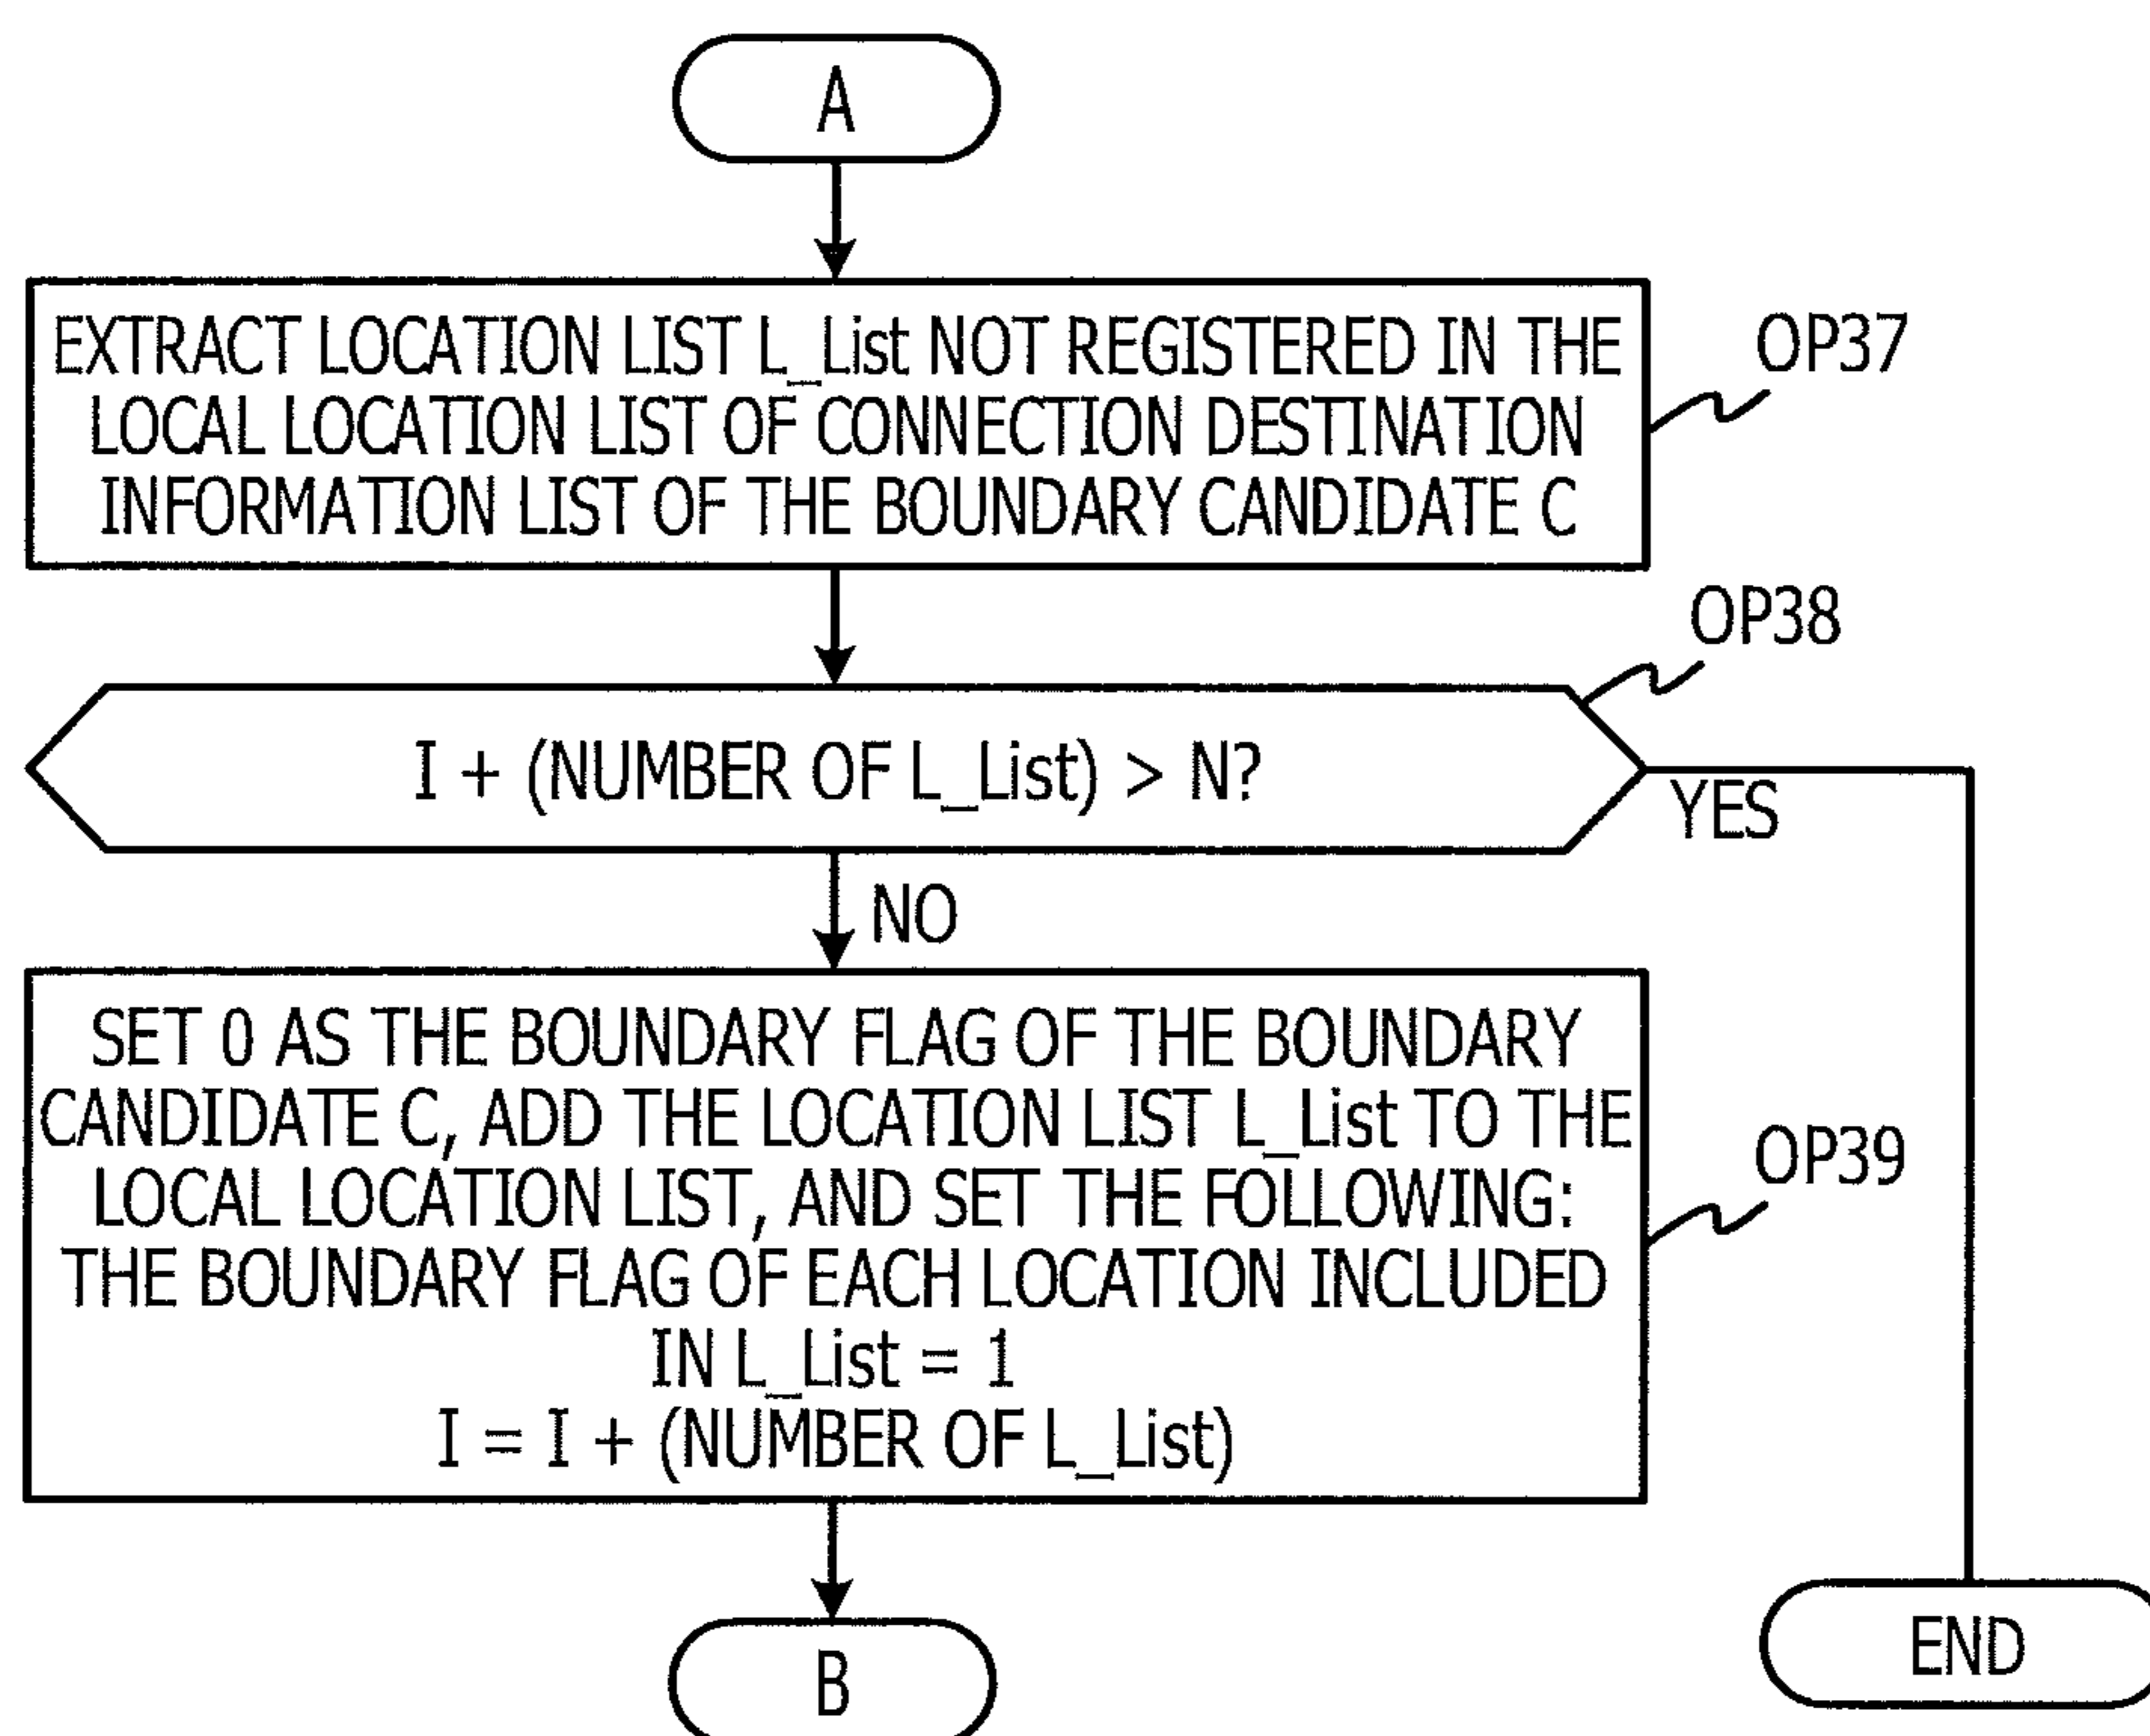 A
EXTRACT LOCATION LIST L_List NOT REGISTERED IN THE
LOCAL LOCATION LIST OF CONNECTION DESTINATION
INFORMATION LIST OF THE BOUNDARY CANDIDATE C
OP37
OP38
I + (NUMBER OF L_List) > N?
YES
NO
SET 0 AS THE BOUNDARY FLAG OF THE BOUNDARY
CANDIDATE C, ADD THE LOCATION LIST L_List TO THE
LOCAL LOCATION LIST, AND SET THE FOLLOWING:
THE BOUNDARY FLAG OF EACH LOCATION INCLUDED
IN L_List = 1
I = I + (NUMBER OF L_List)
OP39
B
END